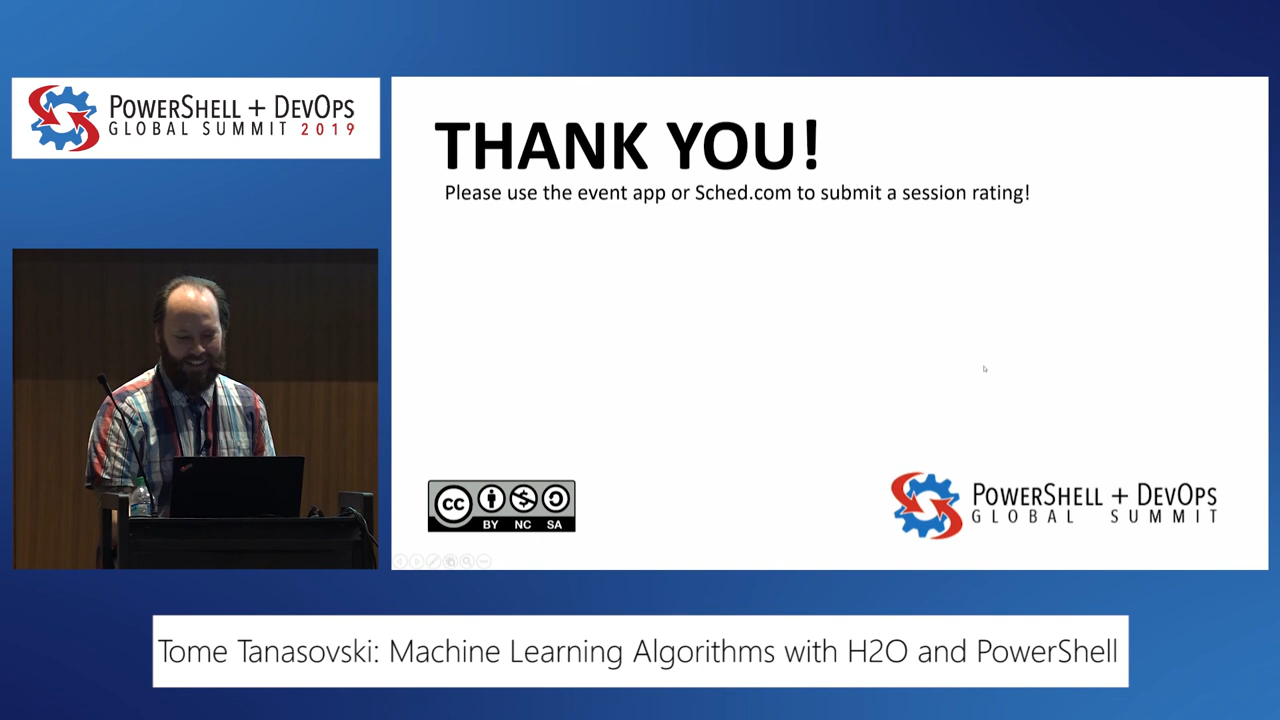 POWERSHELL + DEVOPS
GLOBAL SUMMIT 2019
THANK YOU!
Please use the event app or Sched.com to submit a session rating!
cc
BY NC SA
POWERSHELL + DEVOPS
GLOBAL SUMMIT
Tome Tanasovski: Machine Learning Algorithms with H2O and PowerShell